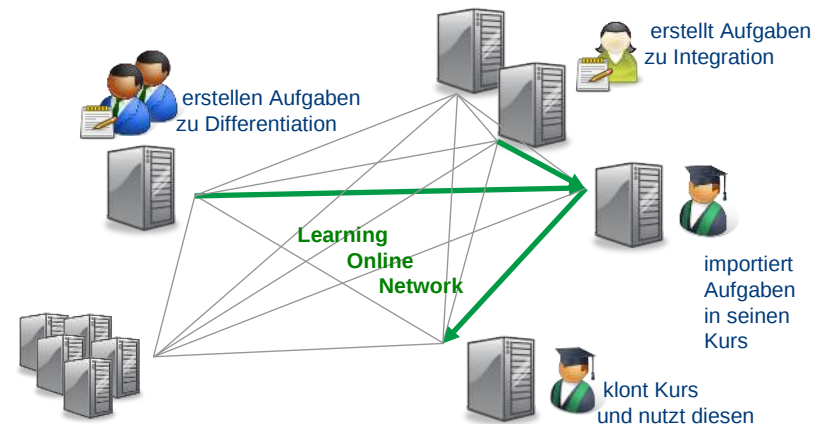 erstellt Aufgaben
zu Integration
erstellen Aufgaben
zu Differentiation
Learning
Online
Network
importiert
Aufgaben
in seinen
Kurs
klont Kurs
und nutzt diesen